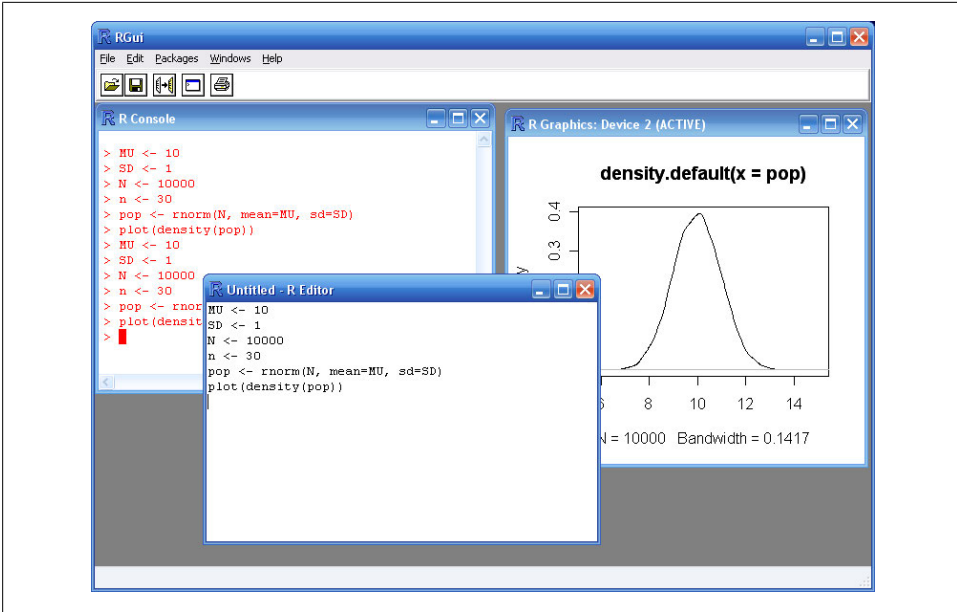 RGui
File Edit Packages Windows Help
R Console
> MU <- 10
> SD <- 1
> N <- 10000
> n <- 30
> pop <- rnorm(N, mean=MU, sd=SD)
> plot(density(pop))
> MU <- 10
> SD <- 1
> N <- 10000
> n <- 30
> pop <- rnor
> plot(densit
>
Untitled - R Editor
MU <- 10
SD <- 1
N <- 10000
n <- 30
pop <- rnorm(N, mean=MU, sd=SD)
plot(density(pop))
R Graphics: Device 2 (ACTIVE)
density.default(x = pop)
0.4
0.3
8 10 12 14
N = 10000 Bandwidth = 0.1417